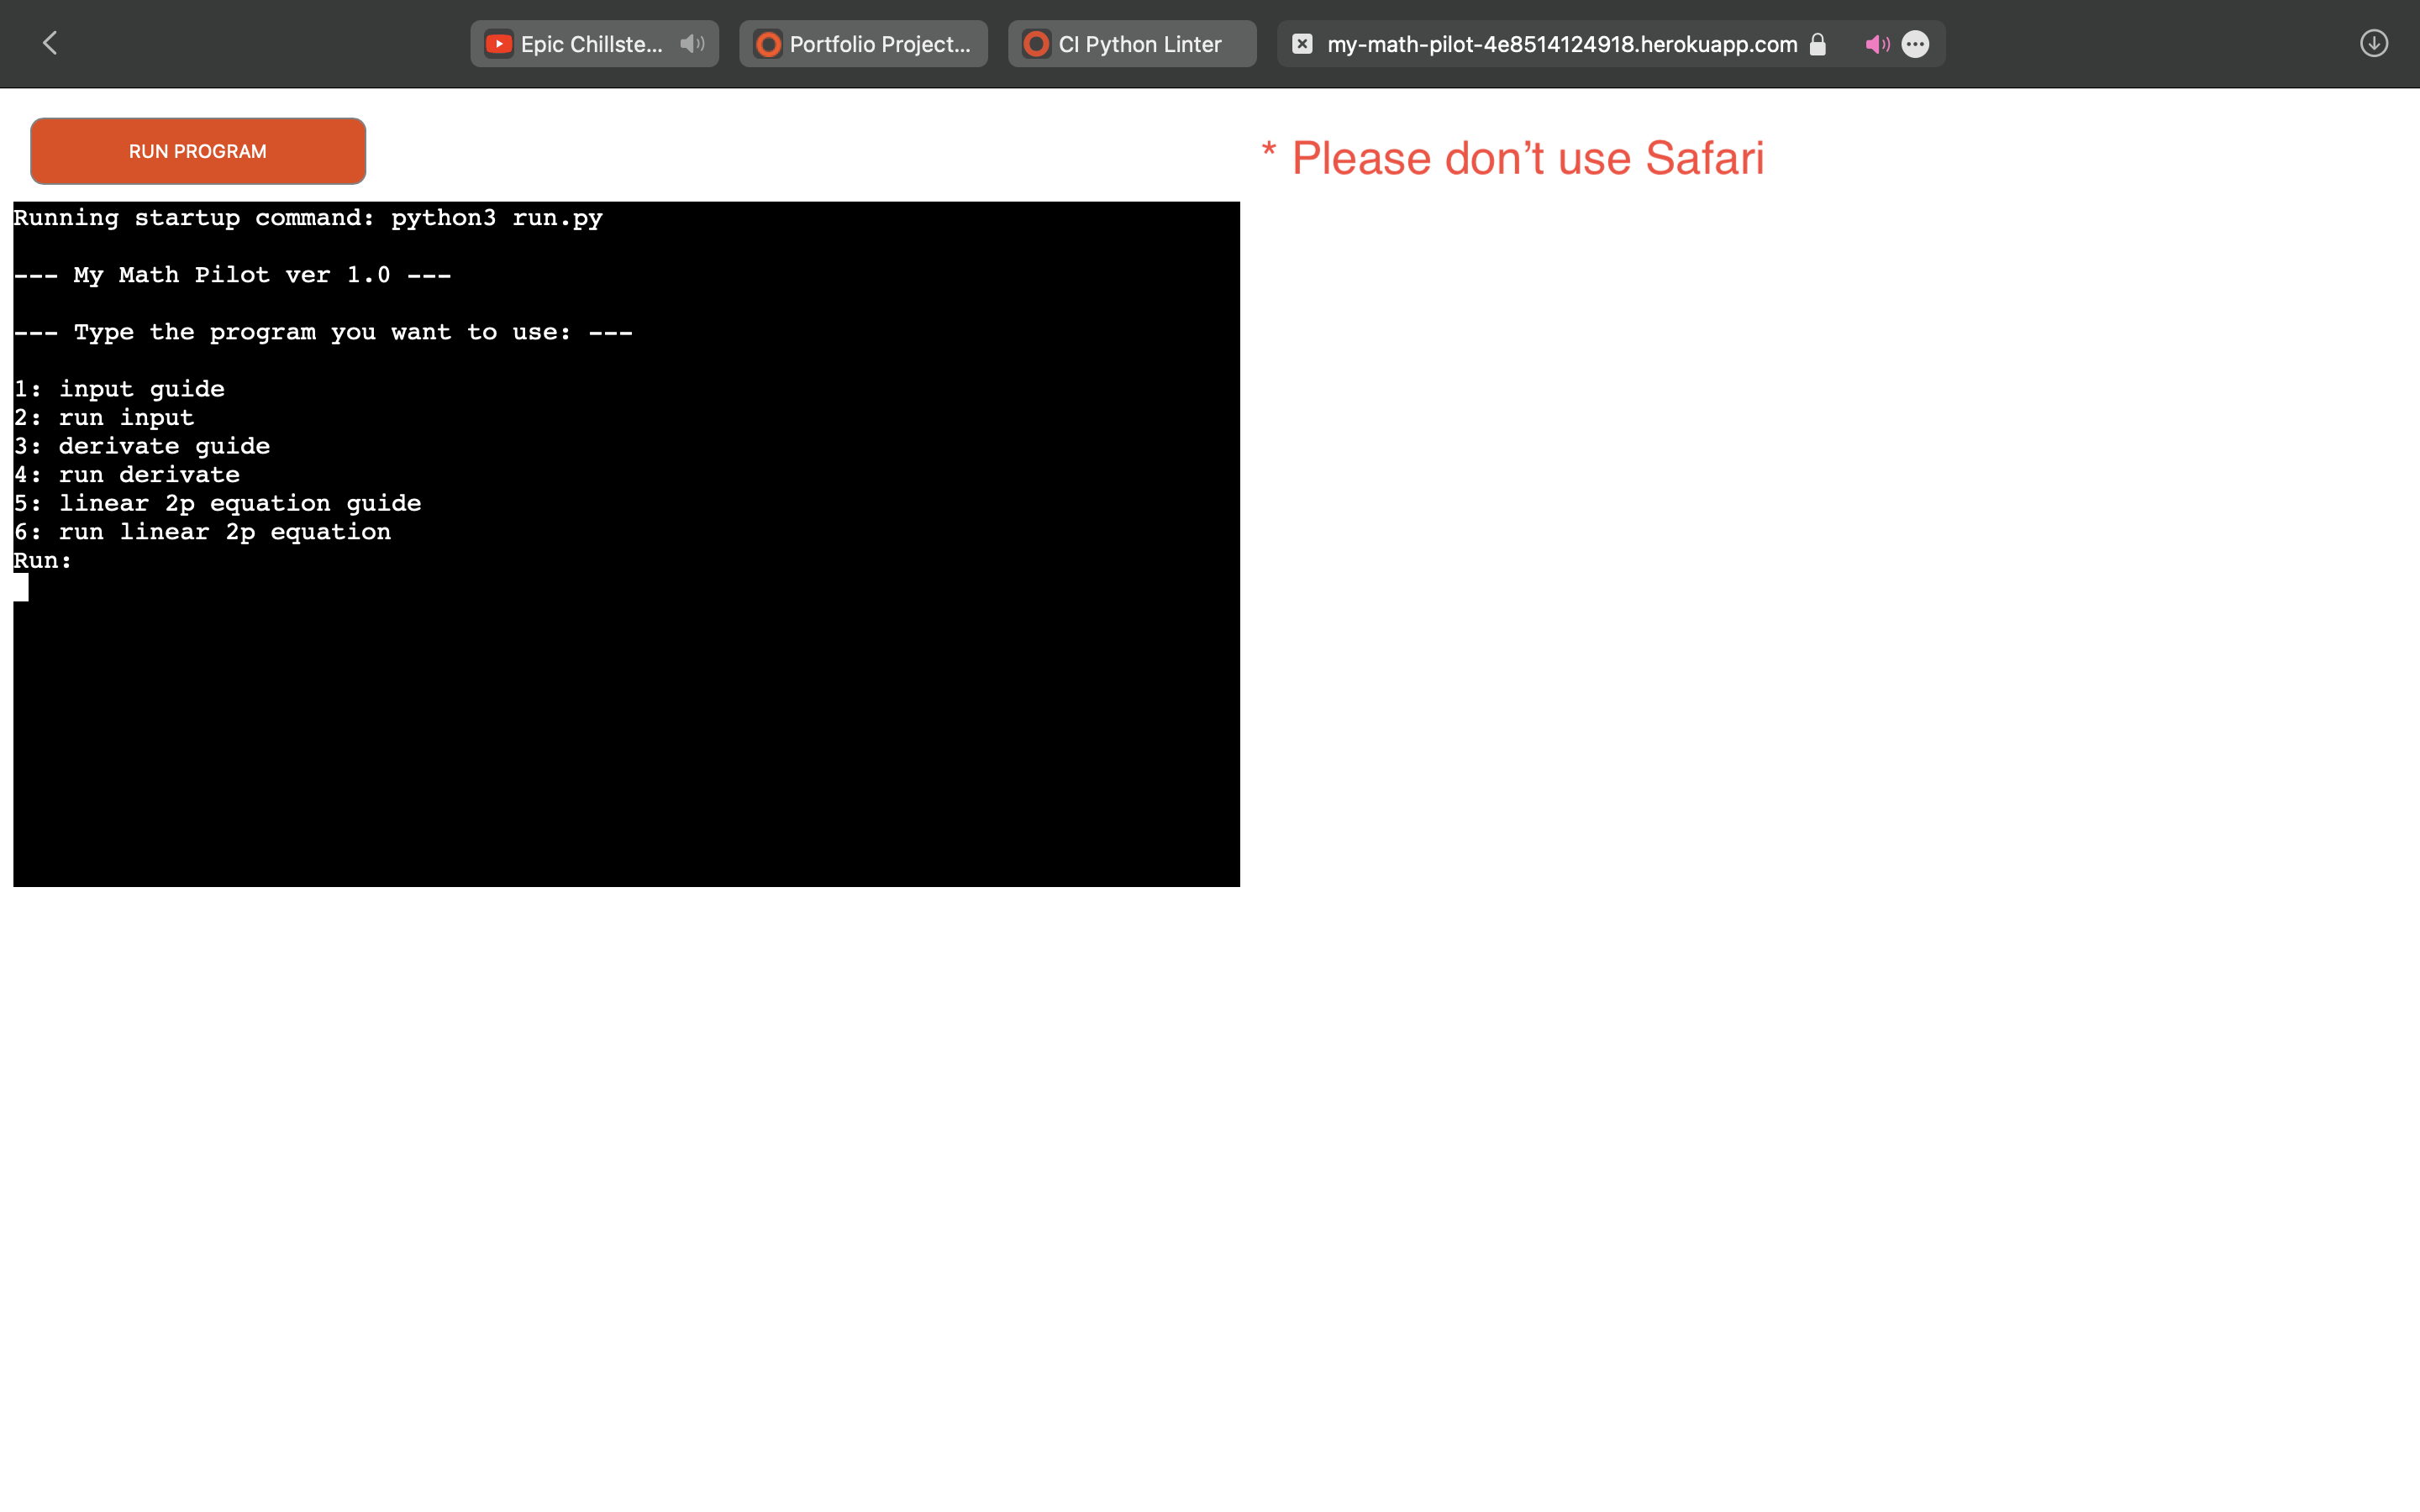 Epic Chillste... Portfolio Project... CI Python Linter my-math-pilot-4e8514124918.herokuapp.com
RUN PROGRAM
* Please don’t use Safari
Running startup command: python3 run.py
--- My Math Pilot ver 1.0 ---
--- Type the program you want to use: ---
1: input guide
2: run input
3: derivate guide
4: run derivate
5: linear 2p equation guide
6: run linear 2p equation
Run: